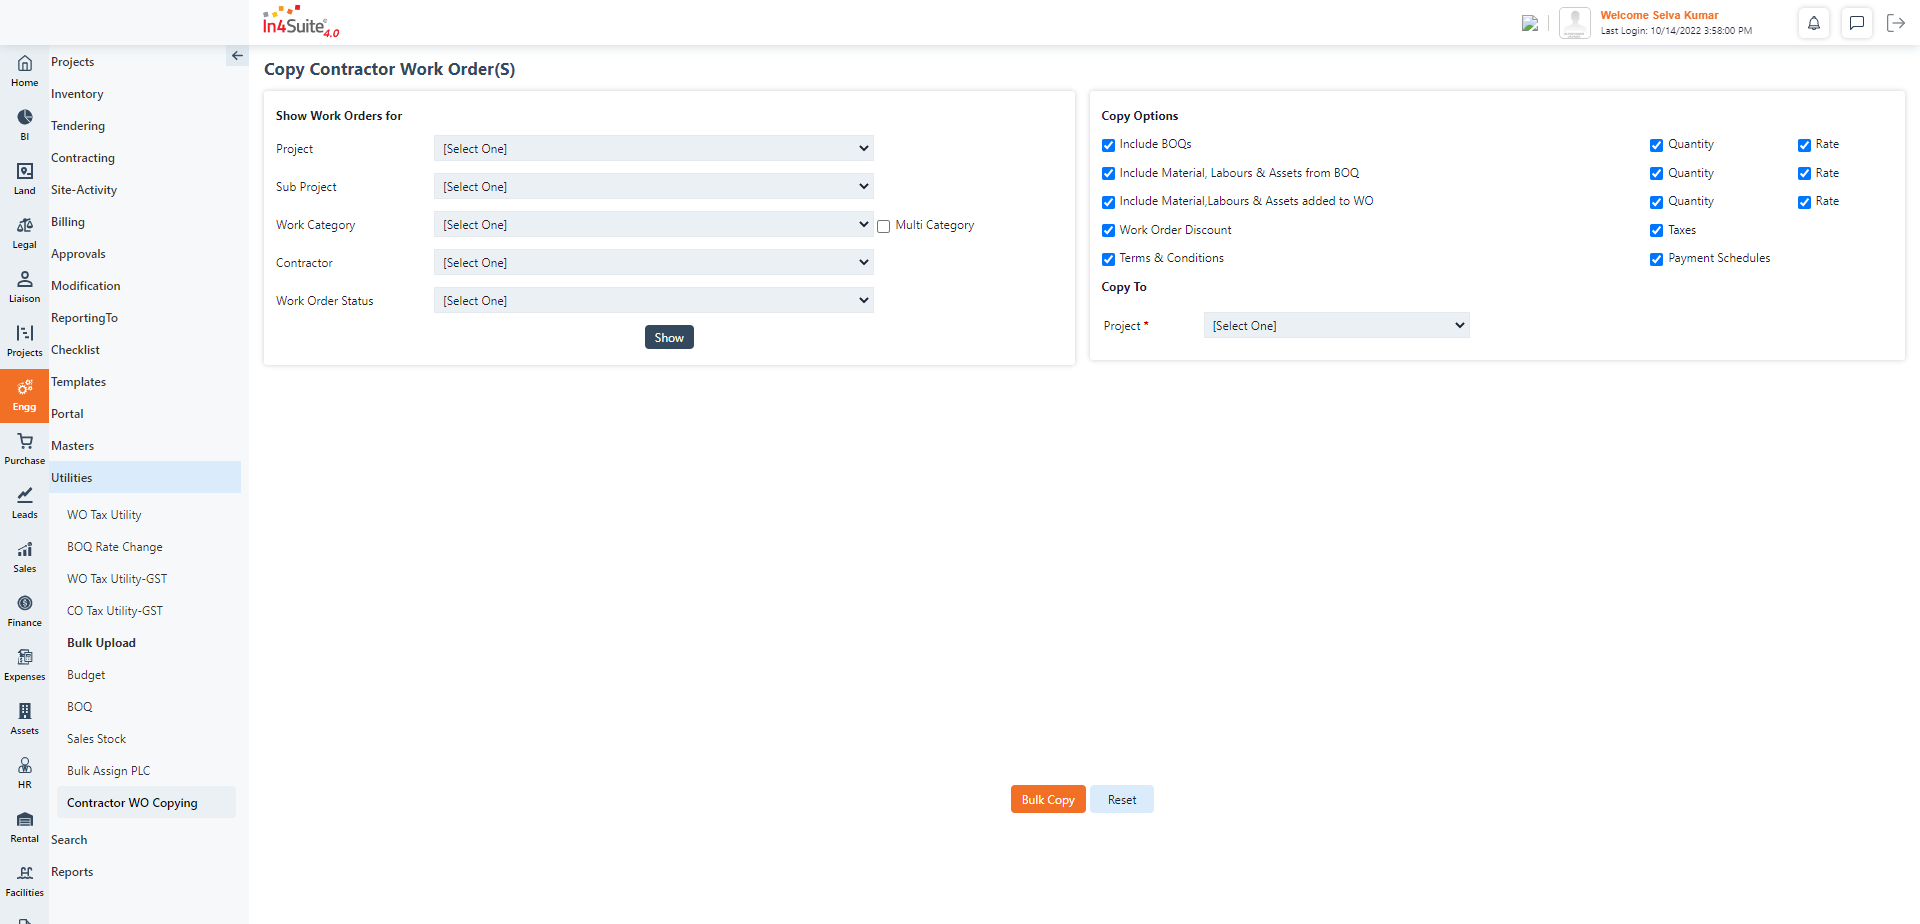 In4Suite® 4.0
Welcome Selva Kumar
Last Login: 10/14/2022 3:58:00 PM
Home
BI
Land
Legal
Liaison
Projects
Engg
Purchase
Leads
Sales
Finance
Expenses
Assets
HR
Rental
Facilities
Projects
Inventory
Tendering
Contracting
Site-Activity
Billing
Approvals
Modification
ReportingTo
Checklist
Templates
Portal
Masters
Utilities
WO Tax Utility
BOQ Rate Change
WO Tax Utility-GST
CO Tax Utility-GST
Bulk Upload
Budget
BOQ
Sales Stock
Bulk Assign PLC
Contractor WO Copying
Search
Reports
Copy Contractor Work Order(S)
Show Work Orders for
Project [Select One]
Sub Project [Select One]
Work Category [Select One] Multi Category
Contractor [Select One]
Work Order Status [Select One]
Show
Copy Options
Include BOQs Quantity Rate
Include Material, Labours & Assets from BOQ Quantity Rate
Include Material,Labours & Assets added to WO Quantity Rate
Work Order Discount Taxes
Terms & Conditions Payment Schedules
Copy To
Project * [Select One]
Bulk Copy Reset